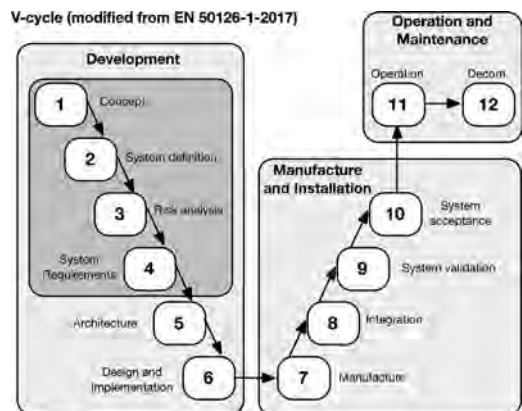 V-cycle (modified from EN 50126-1-2017)
Operation and
Maintenance
Development
Operation
Decom.
11
12
1
Concept
2
System definition
3
Risk analysis
System
Requirements
4
Architecture
5
Design and
Implementation
6
Manufacture
and Installation
10
System
acceptance
9
System validation
8
Integration
7
Manufacture